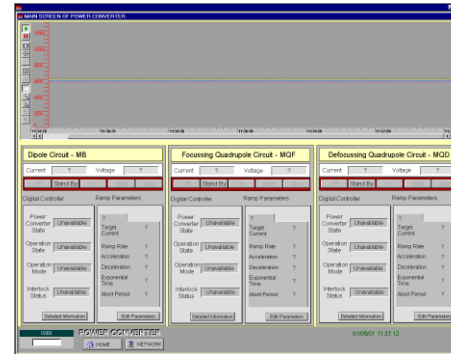 MAIN SCREEN OF POWER CONVERTER
Dipole Circuit - MB
Current ? Voltage ?
Stand By
Digital Controller Ramp Parameters
Power Converter State Unavailable
Operation State Unavailable
Operation Mode Unavailable
Interlock Status Unavailable
?
Target Current ?
Ramp Rate ?
Acceleration ?
Deceleration ?
Exponential Time ?
Abort Period ?
Detailed Information Edit Parameters
Focussing Quadrupole Circuit - MQF
Current ? Voltage ?
Stand By
Digital Controller Ramp Parameters
Power Converter State Unavailable
Operation State Unavailable
Operation Mode Unavailable
Interlock Status Unavailable
?
Target Current ?
Ramp Rate ?
Acceleration ?
Deceleration ?
Exponential Time ?
Abort Period ?
Detailed Information Edit Parameters
Defocussing Quadrupole Circuit - MQD
Current ? Voltage ?
Stand By
Digital Controller Ramp Parameters
Power Converter State Unavailable
Operation State Unavailable
Operation Mode Unavailable
Interlock Status Unavailable
?
Target Current ?
Ramp Rate ?
Acceleration ?
Deceleration ?
Exponential Time ?
Abort Period ?
Detailed Information Edit Parameters
USER POWER CONVERTER
HOME NETWORK
01/06/01 11:37:12